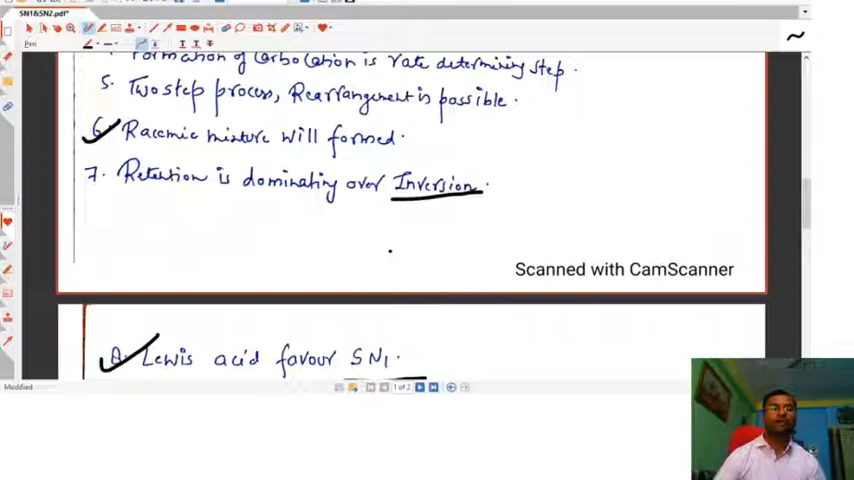 SN1&SN2.pdf*
Pen
Formation of Carbocation is rate determining step.
5. Two step process, Rearrangement is possible.
6. Racemic mixture will formed.
7. Retention is dominating over Inversion.
Scanned with CamScanner
8. Lewis acid favour SN1.
Modified
1 of 2